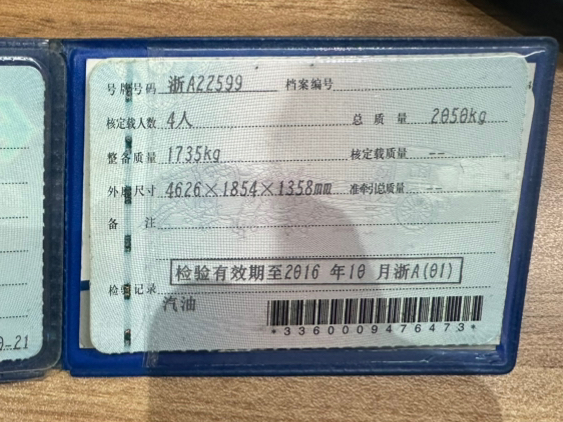 号牌号码 浙A22599 档案编号
核定载人数 4人 总质量 2050kg
整备质量 1735kg 核定载质量 --
外廓尺寸 4626×1854×1358mm 准牵引总质量 --
备注
检验有效期至2016 年10 月浙A(01)
检验记录
汽油
*3360009476473*
-21